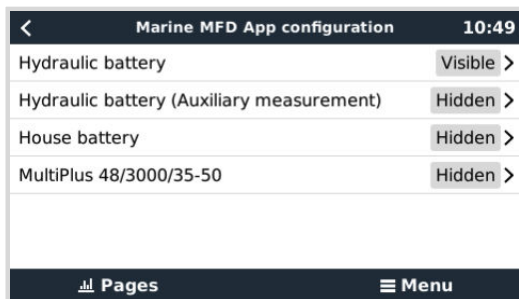 Marine MFD App configuration 10:49
Hydraulic battery Visible
Hydraulic battery (Auxiliary measurement) Hidden
House battery Hidden
MultiPlus 48/3000/35-50 Hidden
Pages Menu